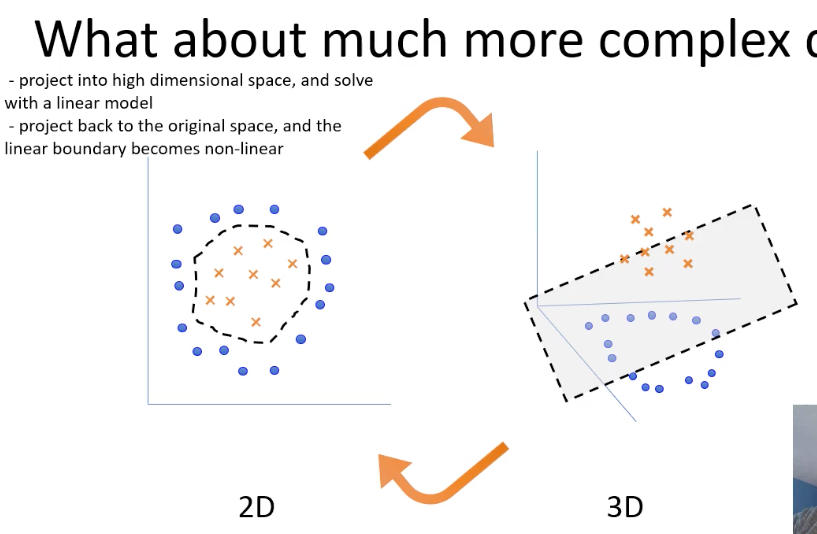 What about much more complex
- project into high dimensional space, and solve
with a linear model
- project back to the original space, and the
linear boundary becomes non-linear
2D
3D